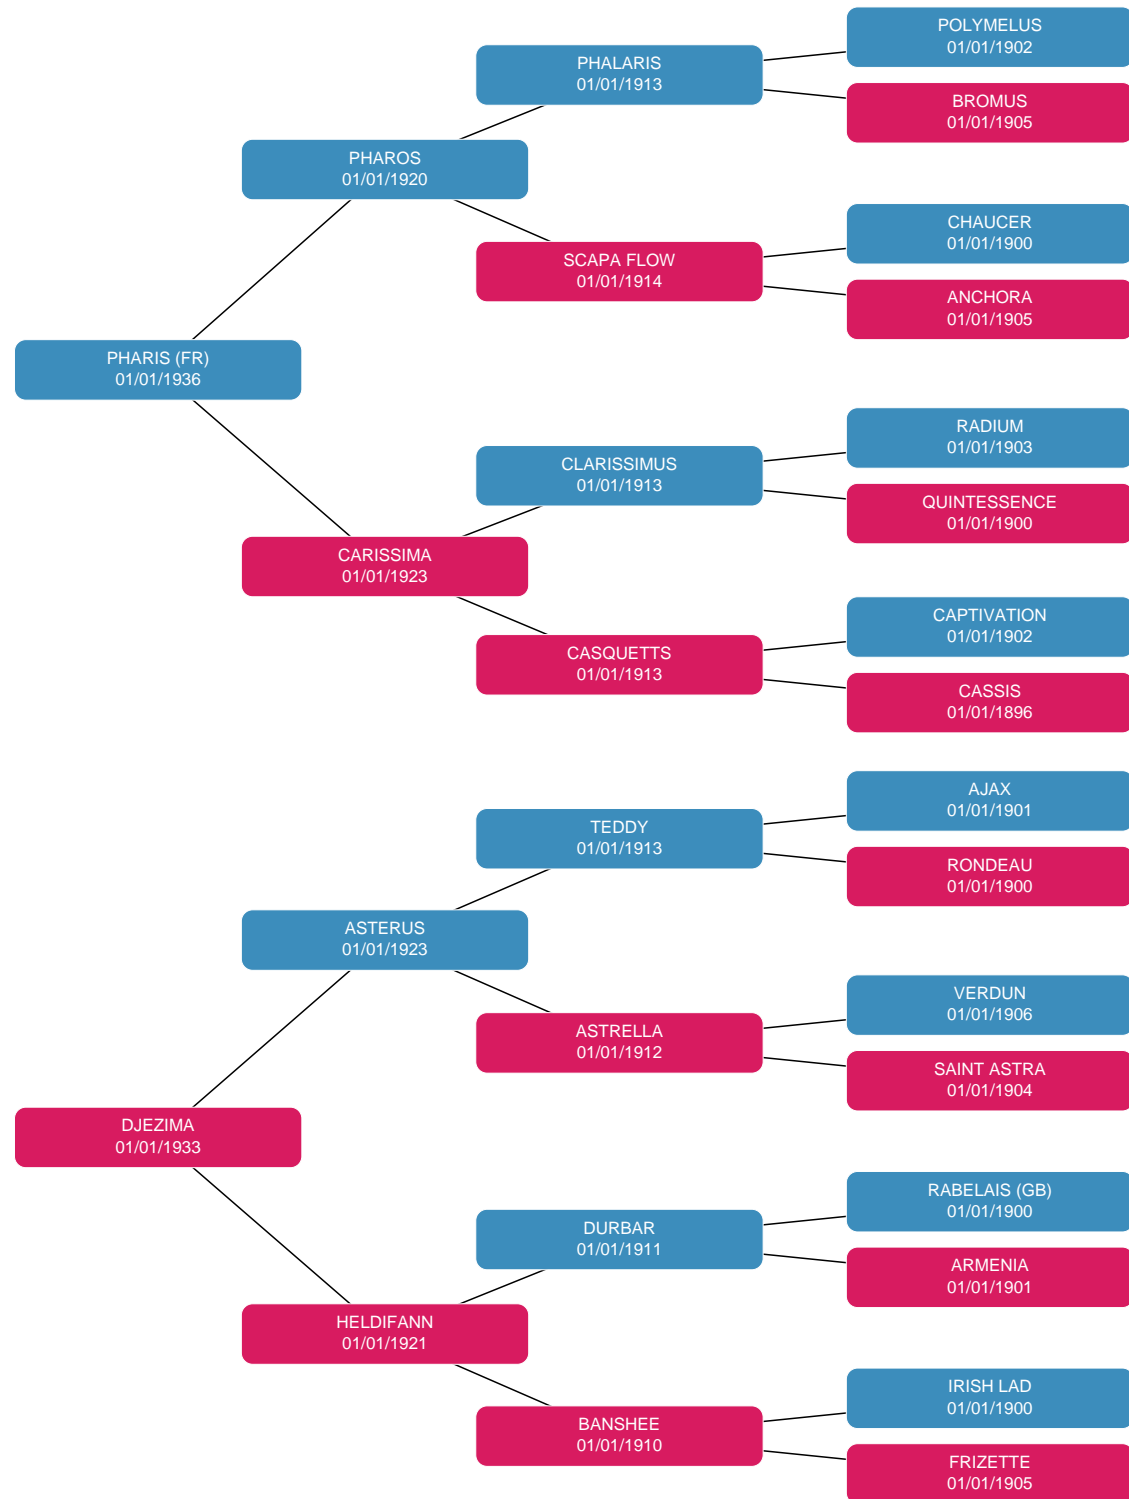 POLYMELUS
01/01/1902
PHALARIS
01/01/1913
BROMUS
01/01/1905
PHAROS
01/01/1920
CHAUCER
01/01/1900
SCAPA FLOW
01/01/1914
ANCHORA
01/01/1905
PHARIS (FR)
01/01/1936
RADIUM
01/01/1903
CLARISSIMUS
01/01/1913
QUINTESSENCE
01/01/1900
CARISSIMA
01/01/1923
CAPTIVATION
01/01/1902
CASQUETTS
01/01/1913
CASSIS
01/01/1896
AJAX
01/01/1901
TEDDY
01/01/1913
RONDEAU
01/01/1900
ASTERUS
01/01/1923
VERDUN
01/01/1906
ASTRELLA
01/01/1912
SAINT ASTRA
01/01/1904
DJEZIMA
01/01/1933
RABELAIS (GB)
01/01/1900
DURBAR
01/01/1911
ARMENIA
01/01/1901
HELDIFANN
01/01/1921
IRISH LAD
01/01/1900
BANSHEE
01/01/1910
FRIZETTE
01/01/1905